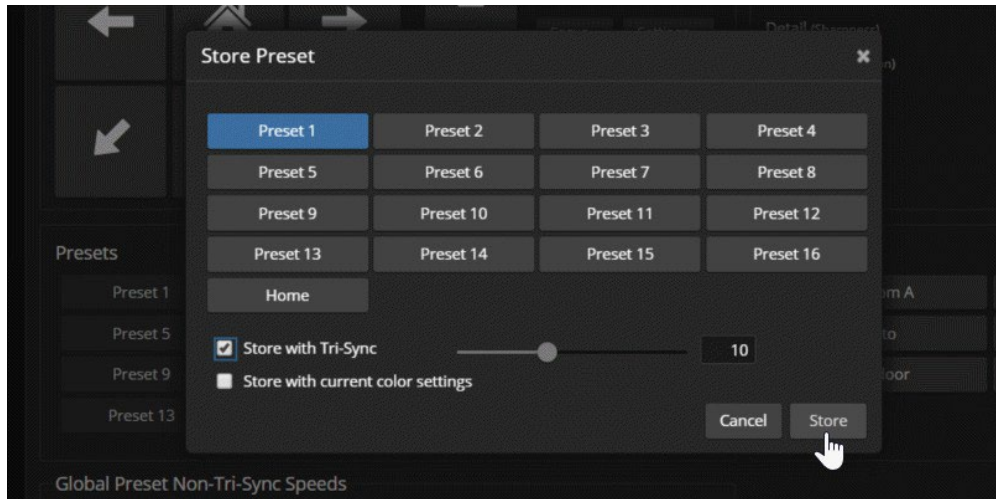 Detail (Sharpness)
Store Preset
Preset 1 Preset 2 Preset 3 Preset 4
Preset 5 Preset 6 Preset 7 Preset 8
Preset 9 Preset 10 Preset 11 Preset 12
Preset 13 Preset 14 Preset 15 Preset 16
Home
Store with Tri-Sync 10
Store with current color settings
Cancel Store
Presets
Preset 1
Preset 5
Preset 9
Preset 13
Global Preset Non-Tri-Sync Speeds